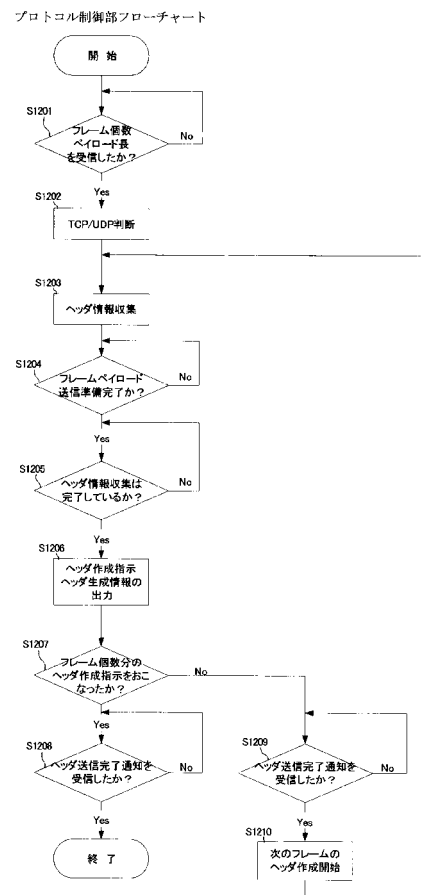 プロトコル制御部フローチャート
開 始
S1201
フレーム個数
ペイロード長
を受信したか？
No
Yes
S1202
TCP/UDP判断
S1203
ヘッダ情報収集
S1204
フレームペイロード
送信準備完了か？
No
Yes
S1205
ヘッダ情報収集は
完了しているか？
No
Yes
S1206
ヘッダ作成指示
ヘッダ生成情報の
出力
S1207
フレーム個数分の
ヘッダ作成指示をおこ
なったか？
No
Yes
S1208
ヘッダ送信完了通知を
受信したか？
No
S1209
ヘッダ送信完了通知を
受信したか？
No
Yes
Yes
終 了
S1210
次のフレームの
ヘッダ作成開始